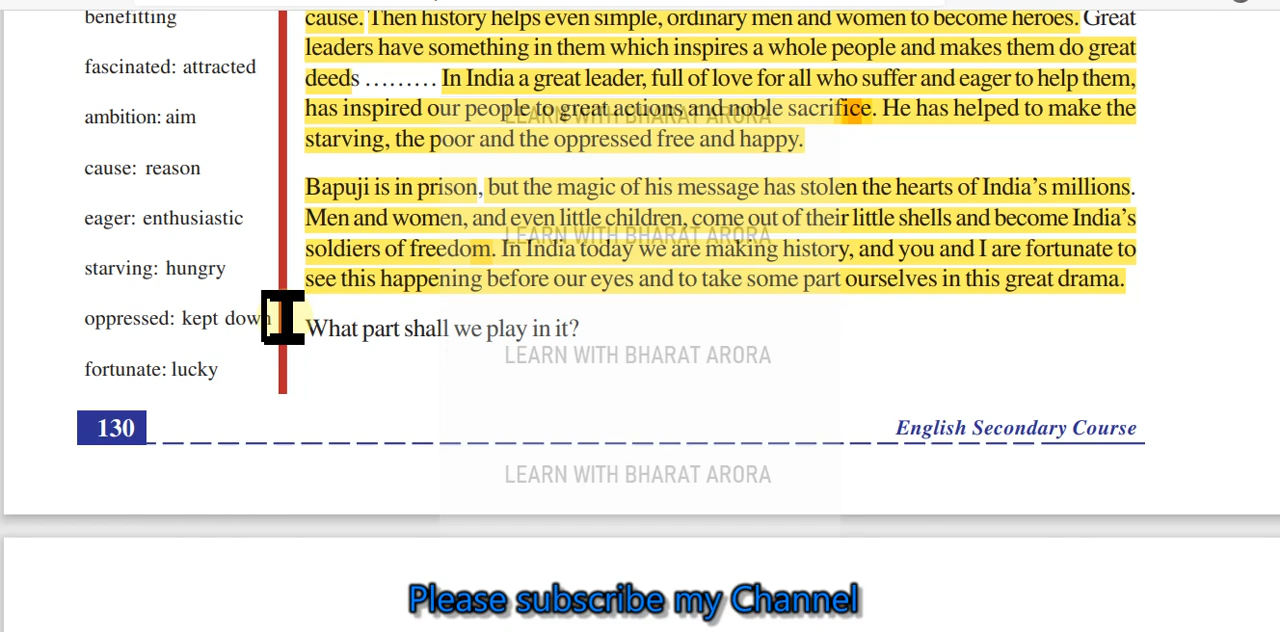 benefitting
fascinated: attracted
ambition: aim
cause: reason
eager: enthusiastic
starving: hungry
oppressed: kept down
fortunate: lucky
cause. Then history helps even simple, ordinary men and women to become heroes. Great
leaders have something in them which inspires a whole people and makes them do great
deeds ......... In India a great leader, full of love for all who suffer and eager to help them,
has inspired our people to great actions and noble sacrifice. He has helped to make the
starving, the poor and the oppressed free and happy.
Bapuji is in prison, but the magic of his message has stolen the hearts of India's millions.
Men and women, and even little children, come out of their little shells and become India's
soldiers of freedom. In India today we are making history, and you and I are fortunate to
see this happening before our eyes and to take some part ourselves in this great drama.
What part shall we play in it?
LEARN WITH BHARAT ARORA
LEARN WITH BHARAT ARORA
LEARN WITH BHARAT ARORA
LEARN WITH BHARAT ARORA
130
English Secondary Course
Please subscribe my Channel